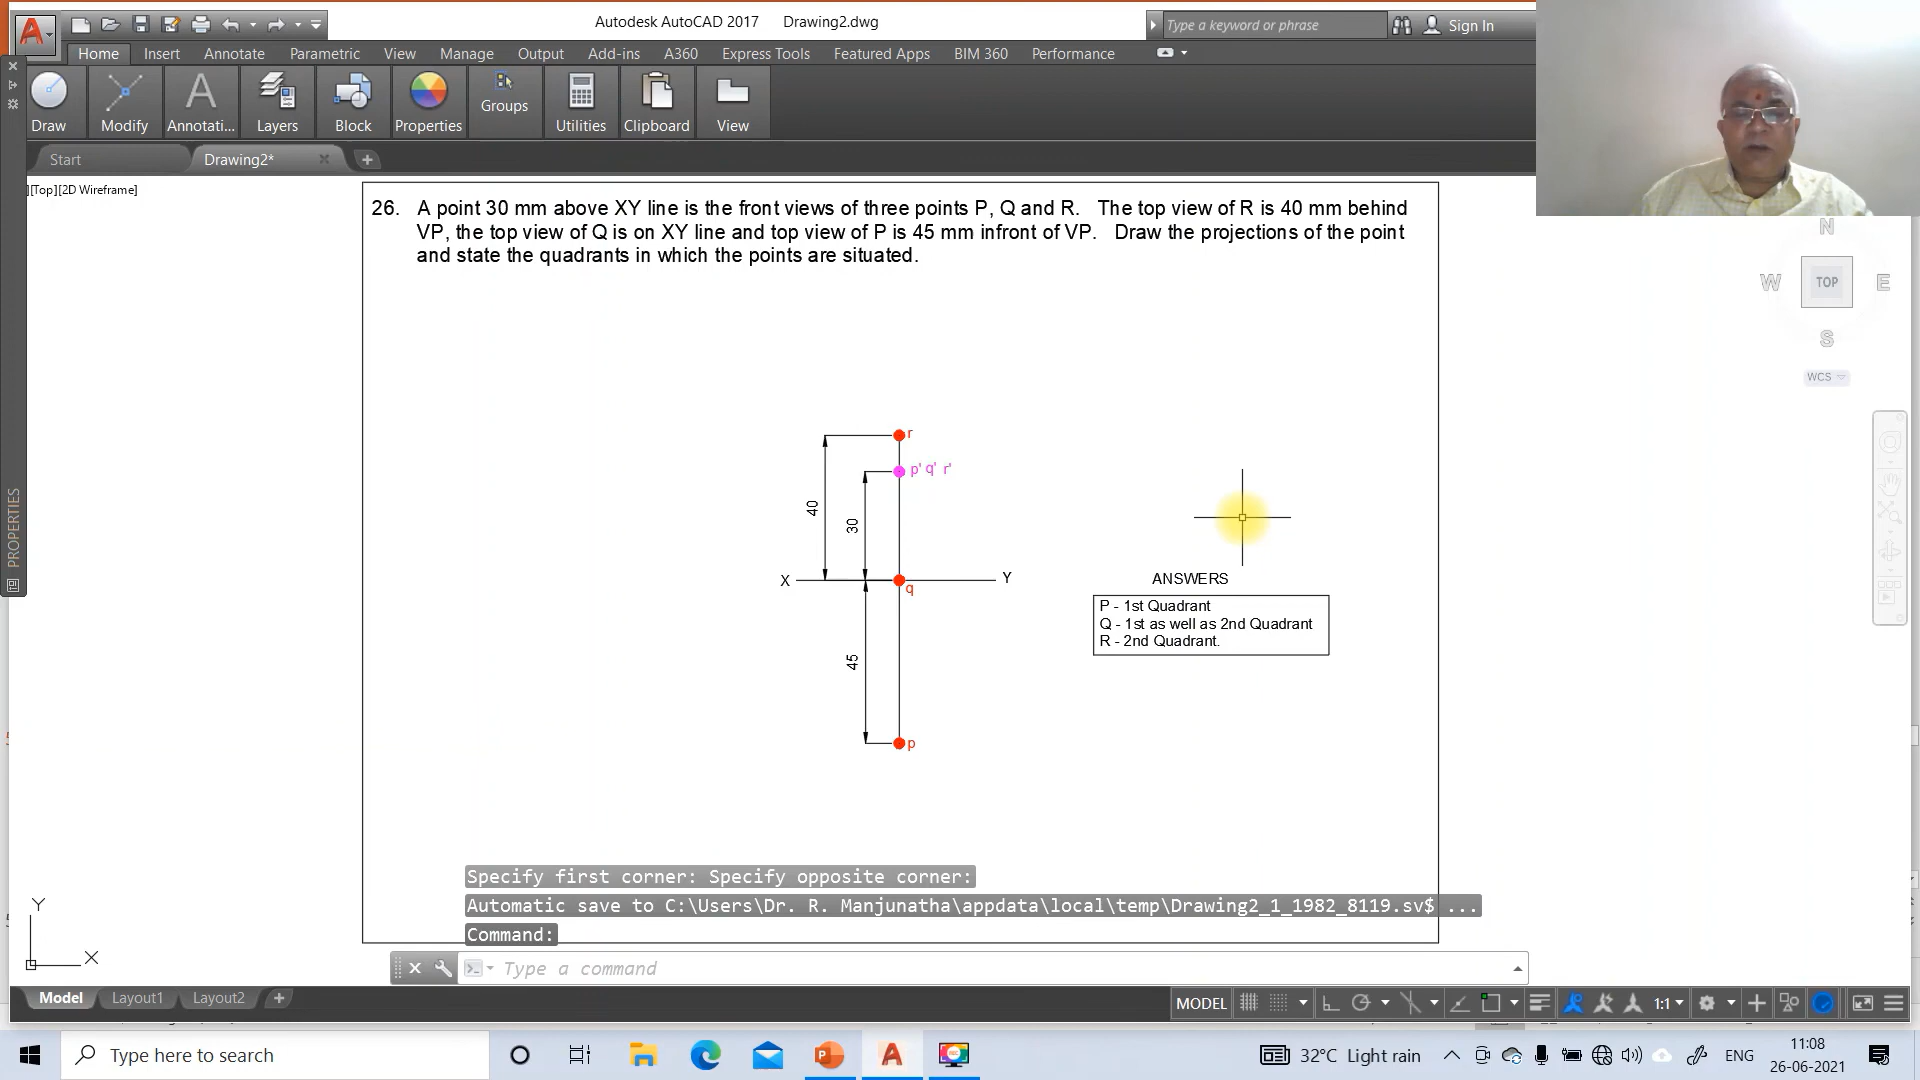 Autodesk AutoCAD 2017 Drawing2.dwg
Type a keyword or phrase
Sign In
Home Insert Annotate Parametric View Manage Output Add-ins A360 Express Tools Featured Apps BIM 360 Performance
Draw Modify Annotati... Layers Block Properties Groups Utilities Clipboard View
Start Drawing2*
][Top][2D Wireframe]
26. A point 30 mm above XY line is the front views of three points P, Q and R. The top view of R is 40 mm behind
VP, the top view of Q is on XY line and top view of P is 45 mm infront of VP. Draw the projections of the point
and state the quadrants in which the points are situated.
N
W TOP E
S
WCS
r
p' q' r'
40
30
X Y
q
45
p
ANSWERS
P - 1st Quadrant
Q - 1st as well as 2nd Quadrant
R - 2nd Quadrant.
PROPERTIES
Specify first corner: Specify opposite corner:
Automatic save to C:\Users\Dr. R. Manjunatha\appdata\local\temp\Drawing2_1_1982_8119.sv$ ...
Command:
Type a command
Y
X
Model Layout1 Layout2
MODEL 1:1
Type here to search
32°C Light rain
ENG
11:08
26-06-2021